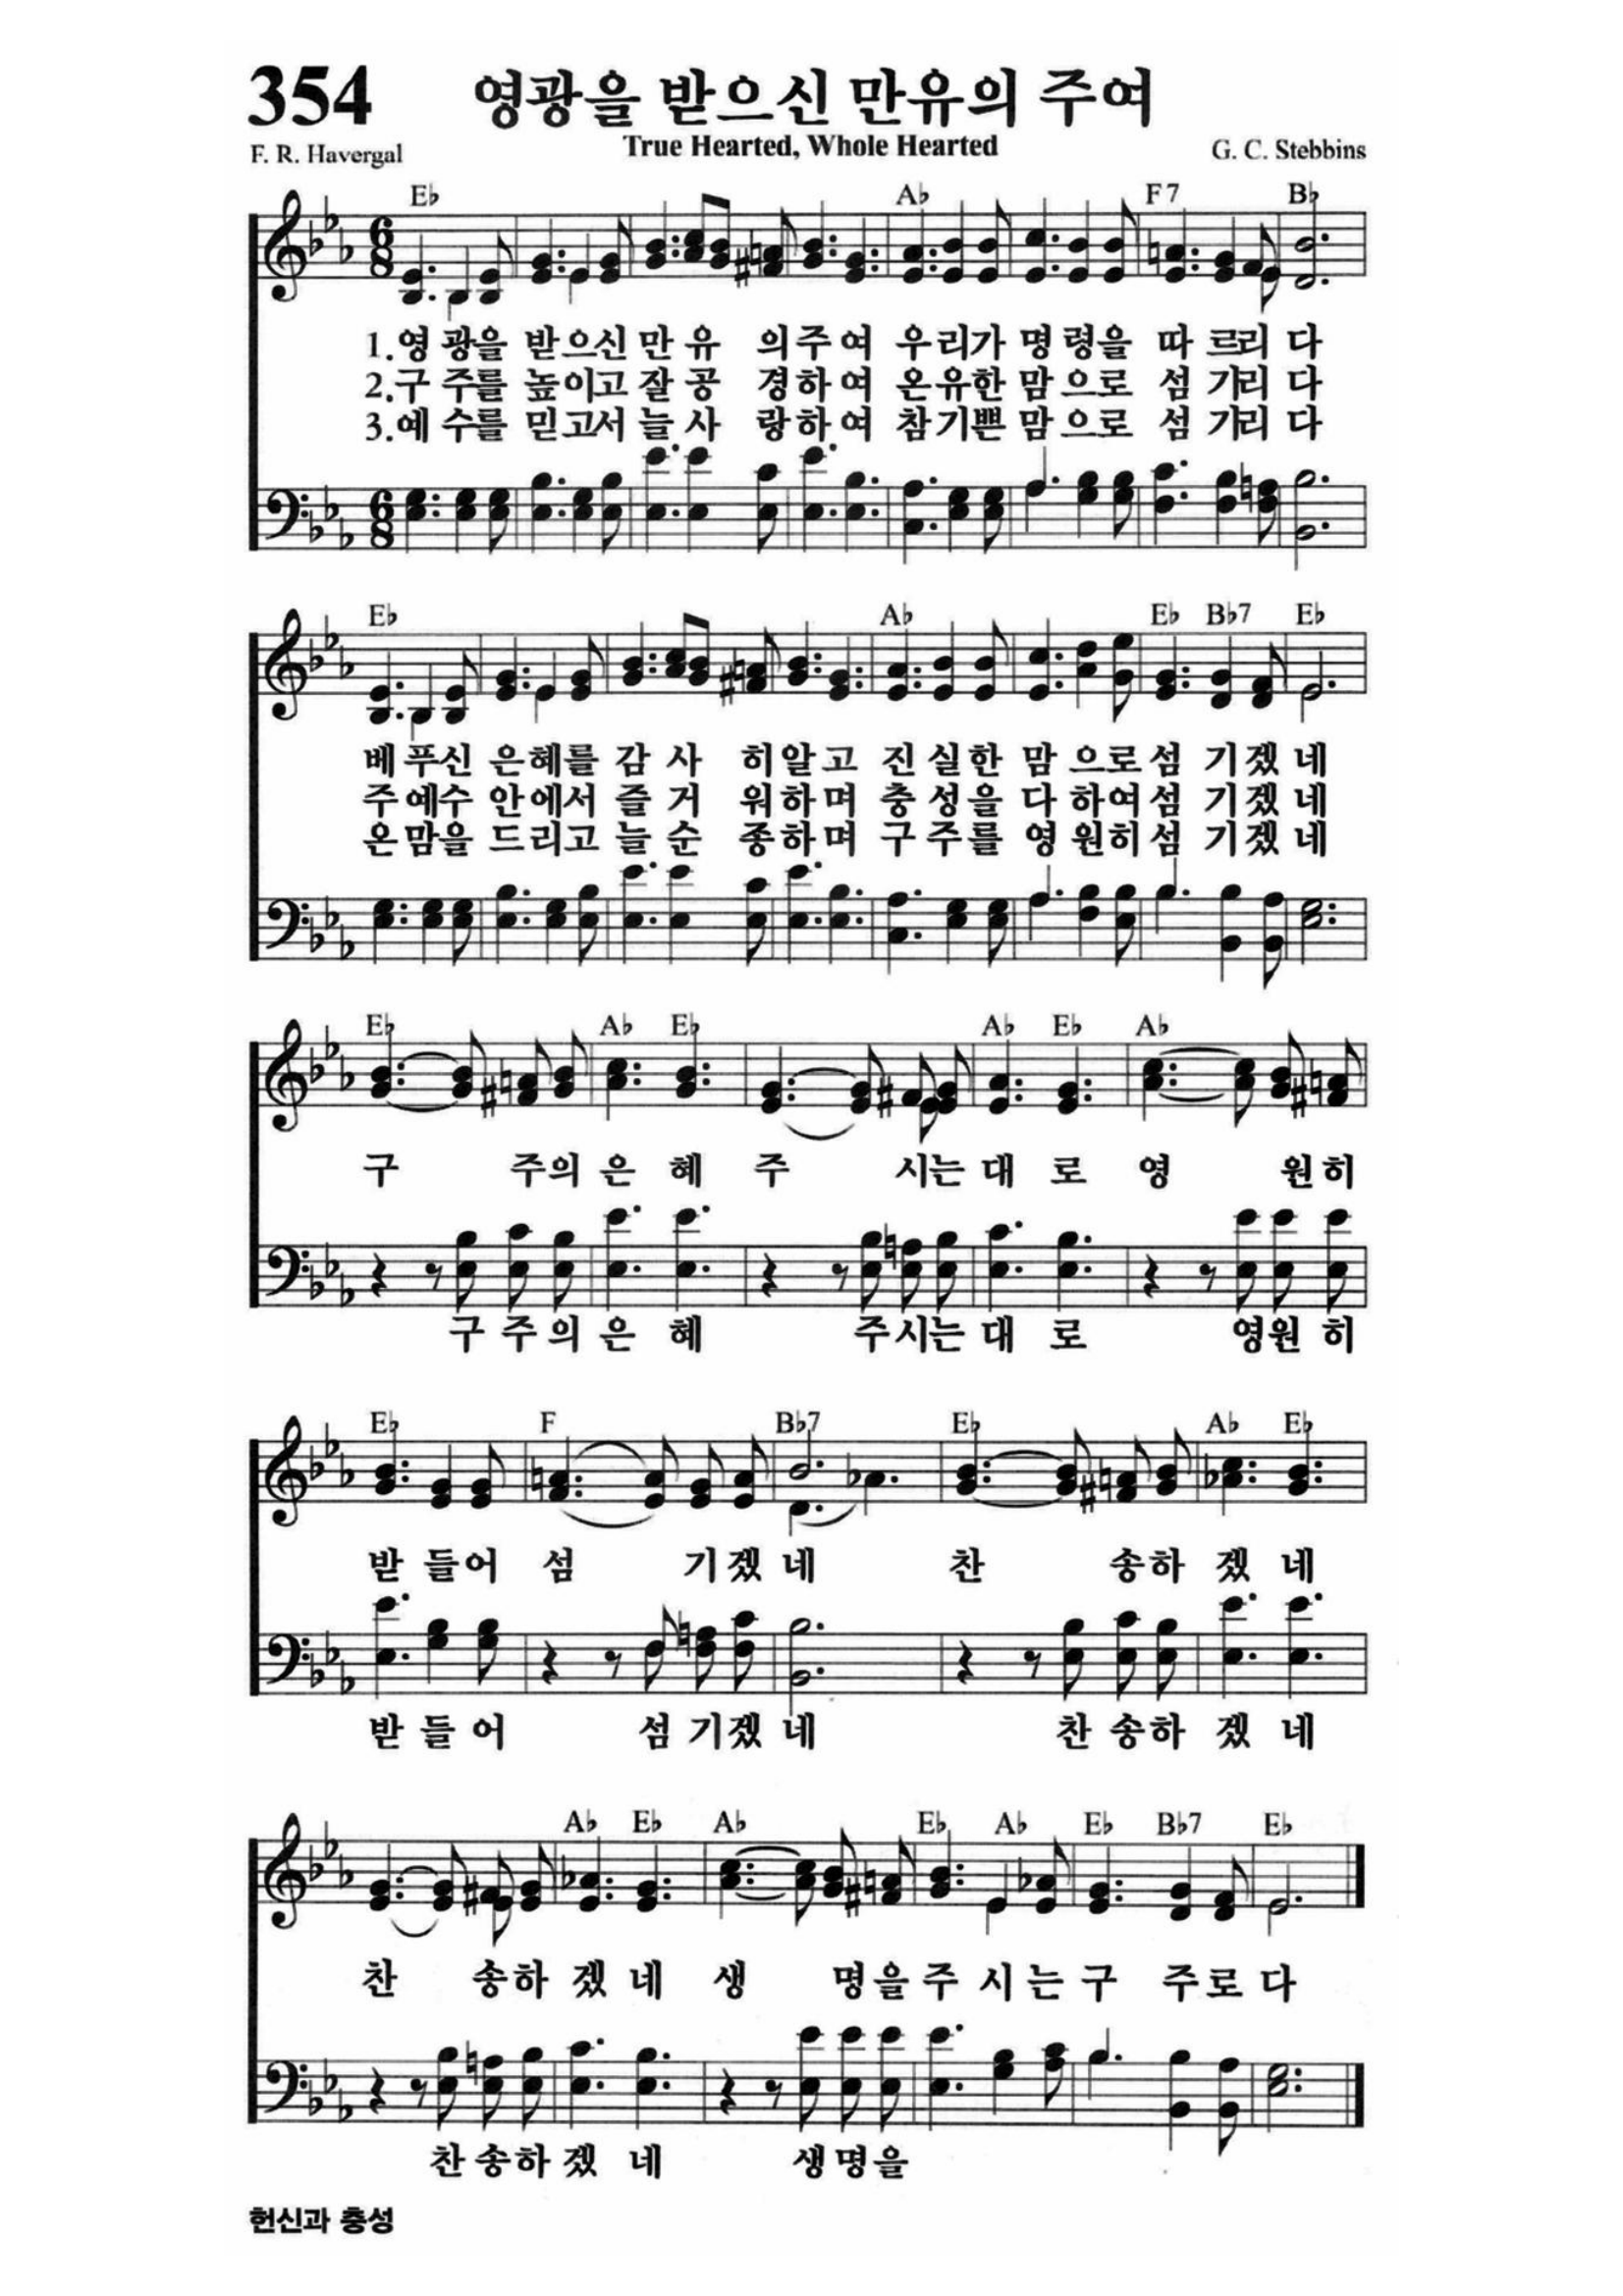 354 영광을 받으신 만유의 주여
True Hearted, Whole Hearted
F. R. Havergal
G. C. Stebbins
E♭ A♭ F7 B♭
1.영 광을 받으신 만 유 의주 여 우리가 명 령을 따 르리 다
2.구 주를 높이고 잘 공 경하 여 온유한 맘 으로 섬 기리 다
3.예 수를 믿고서 늘 사 랑하 여 참기쁜 맘 으로 섬 기리 다
E♭ A♭ E♭ B♭7 E♭
베 푸신 은혜를 감 사 히알 고 진 실한 맘 으로 섬 기겠 네
주 예수 안에서 즐 거 워하 며 충 성을 다 하여 섬 기겠 네
온 맘을 드리고 늘 순 종하 며 구 주를 영 원히 섬 기겠 네
E♭ A♭ E♭ A♭ E♭ A♭
구 주의 은 혜 주 시는 대 로 영 원 히
구 주 의 은 혜 주시는 대 로 영원 히
E♭ F B♭7 E♭ A♭ E♭
받 들어 섬 기 겠 네 찬 송하 겠 네
받 들 어 섬 기겠 네 찬 송하 겠 네
A♭ E♭ A♭ E♭ A♭ E♭ B♭7 E♭
찬 송하 겠 네 생 명을 주 시 는 구 주로 다
찬 송하 겠 네 생 명을
헌신과 충성